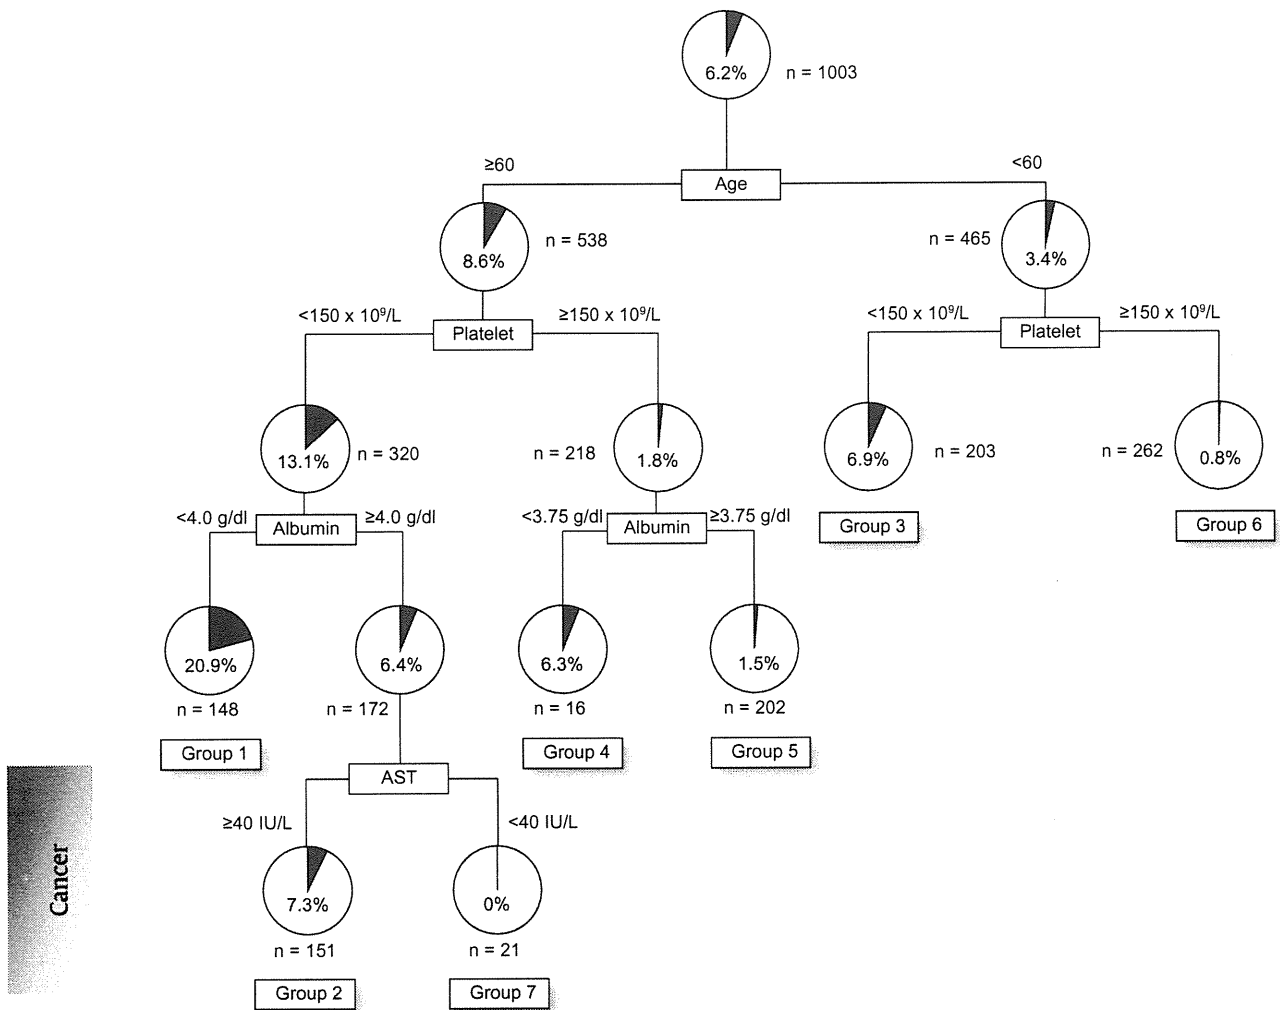 6.2%
n = 1003
≥60
<60
Age
8.6%
n = 538
n = 465
3.4%
<150 x 10⁹/L
≥150 x 10⁹/L
<150 x 10⁹/L
≥150 x 10⁹/L
Platelet
Platelet
13.1%
n = 320
n = 218
1.8%
6.9%
n = 203
n = 262
0.8%
<4.0 g/dl
≥4.0 g/dl
<3.75 g/dl
≥3.75 g/dl
Albumin
Albumin
Group 3
Group 6
20.9%
6.4%
6.3%
1.5%
n = 148
n = 172
n = 16
n = 202
Group 1
Group 4
Group 5
AST
≥40 IU/L
<40 IU/L
Cancer
7.3%
0%
n = 151
n = 21
Group 2
Group 7